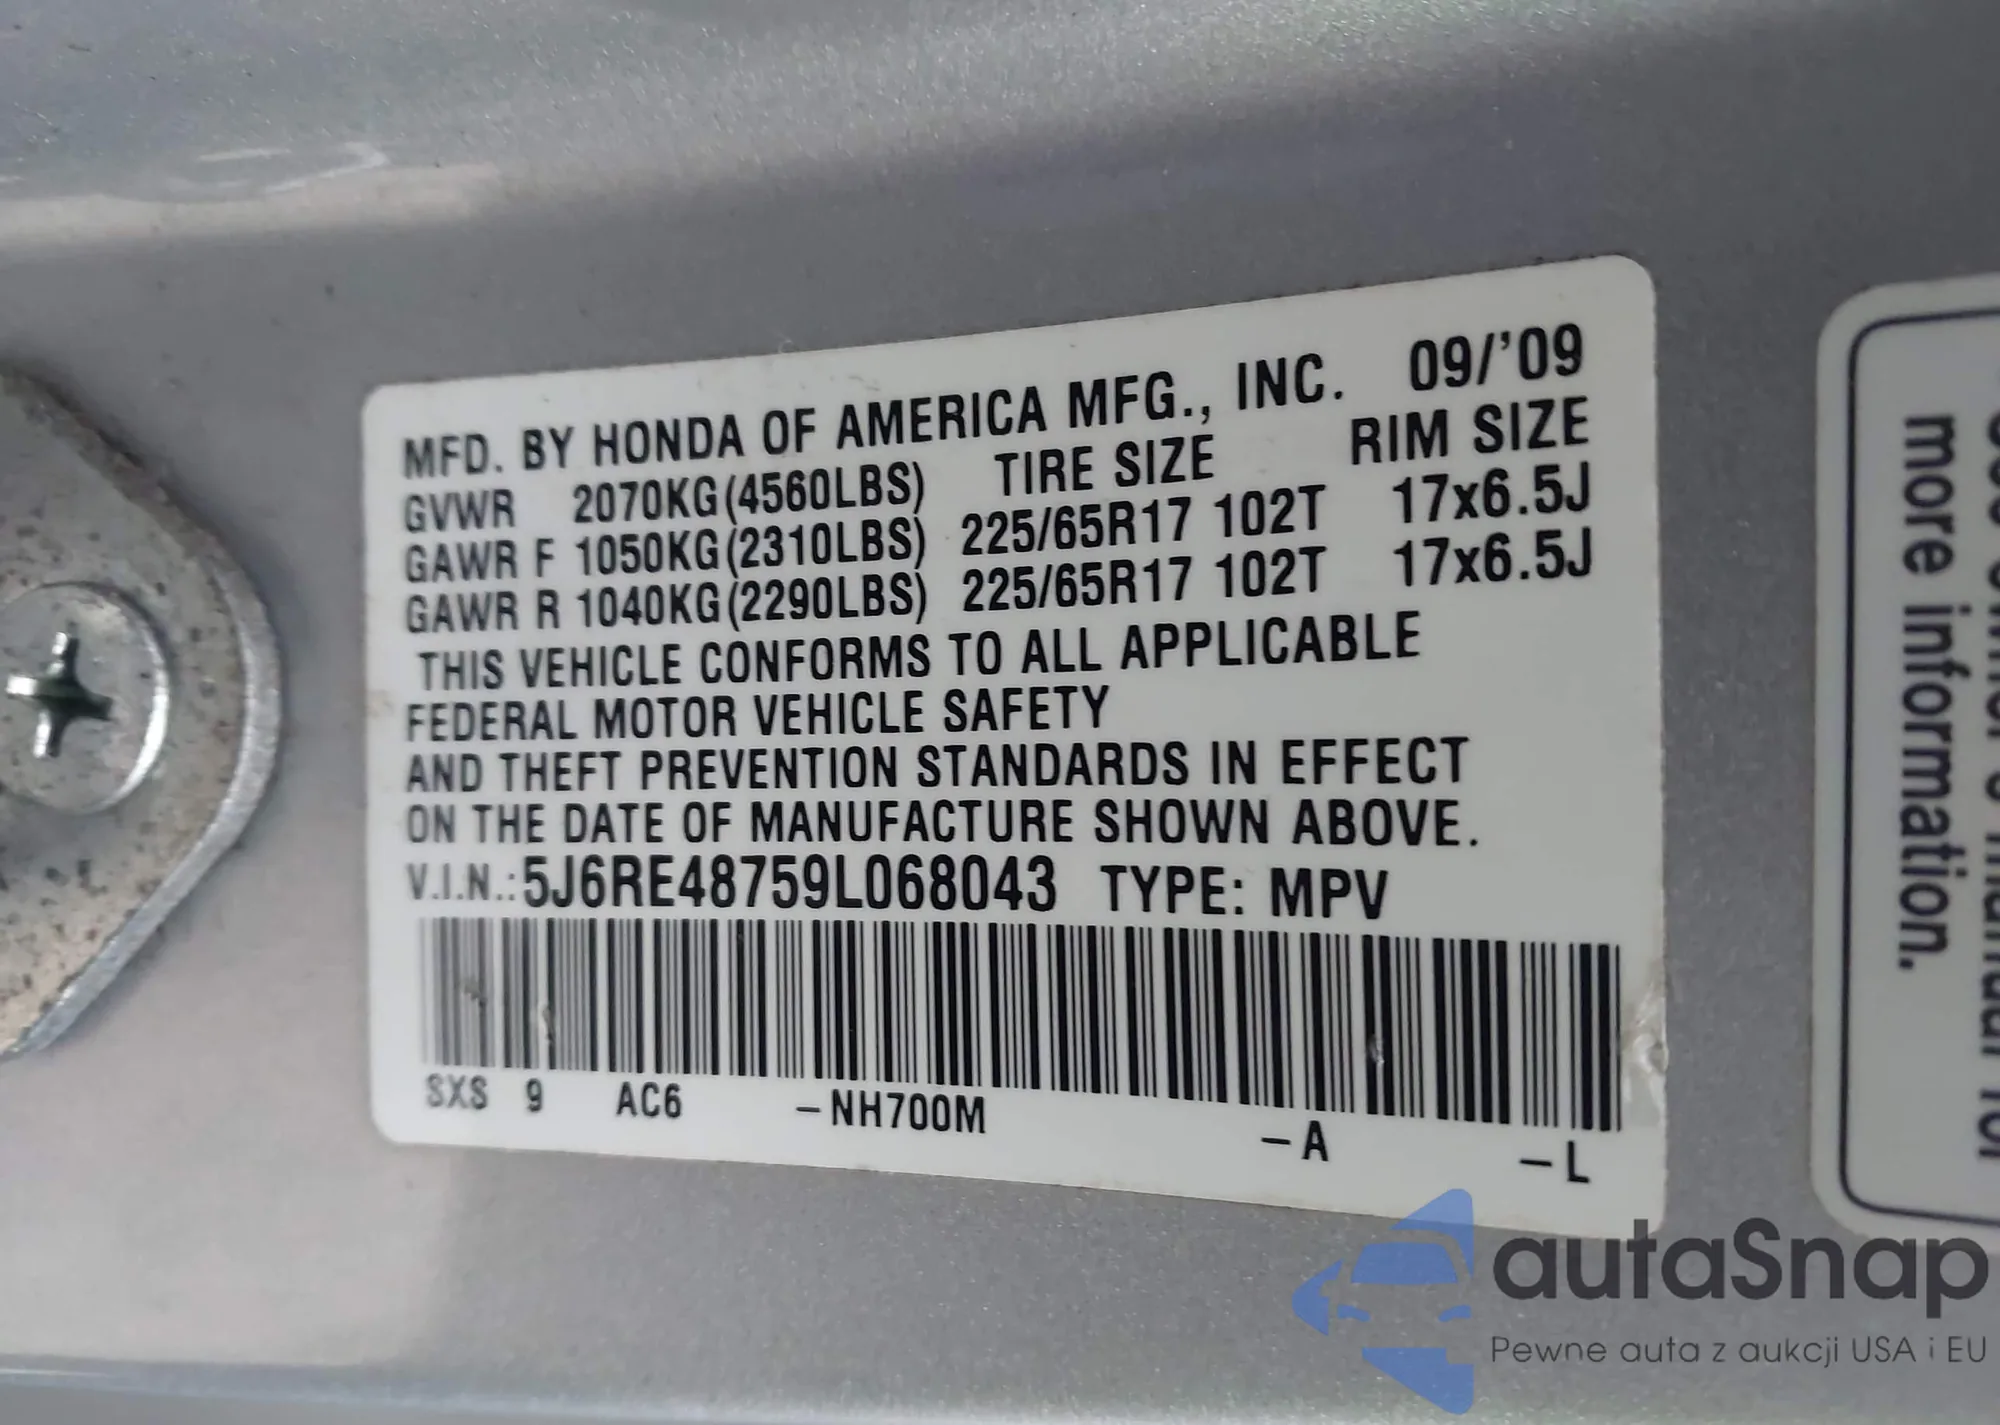 MFD. BY HONDA OF AMERICA MFG., INC. 09/'09
GVWR 2070KG(4560LBS) TIRE SIZE RIM SIZE
GAWR F 1050KG(2310LBS) 225/65R17 102T 17x6.5J
GAWR R 1040KG(2290LBS) 225/65R17 102T 17x6.5J
THIS VEHICLE CONFORMS TO ALL APPLICABLE
FEDERAL MOTOR VEHICLE SAFETY
AND THEFT PREVENTION STANDARDS IN EFFECT
ON THE DATE OF MANUFACTURE SHOWN ABOVE.
V.I.N.:5J6RE48759L068043 TYPE: MPV
SXS 9 AC6 –NH700M –A –L
more information.
autaSnap
Pewne auta z aukcji USA i EU